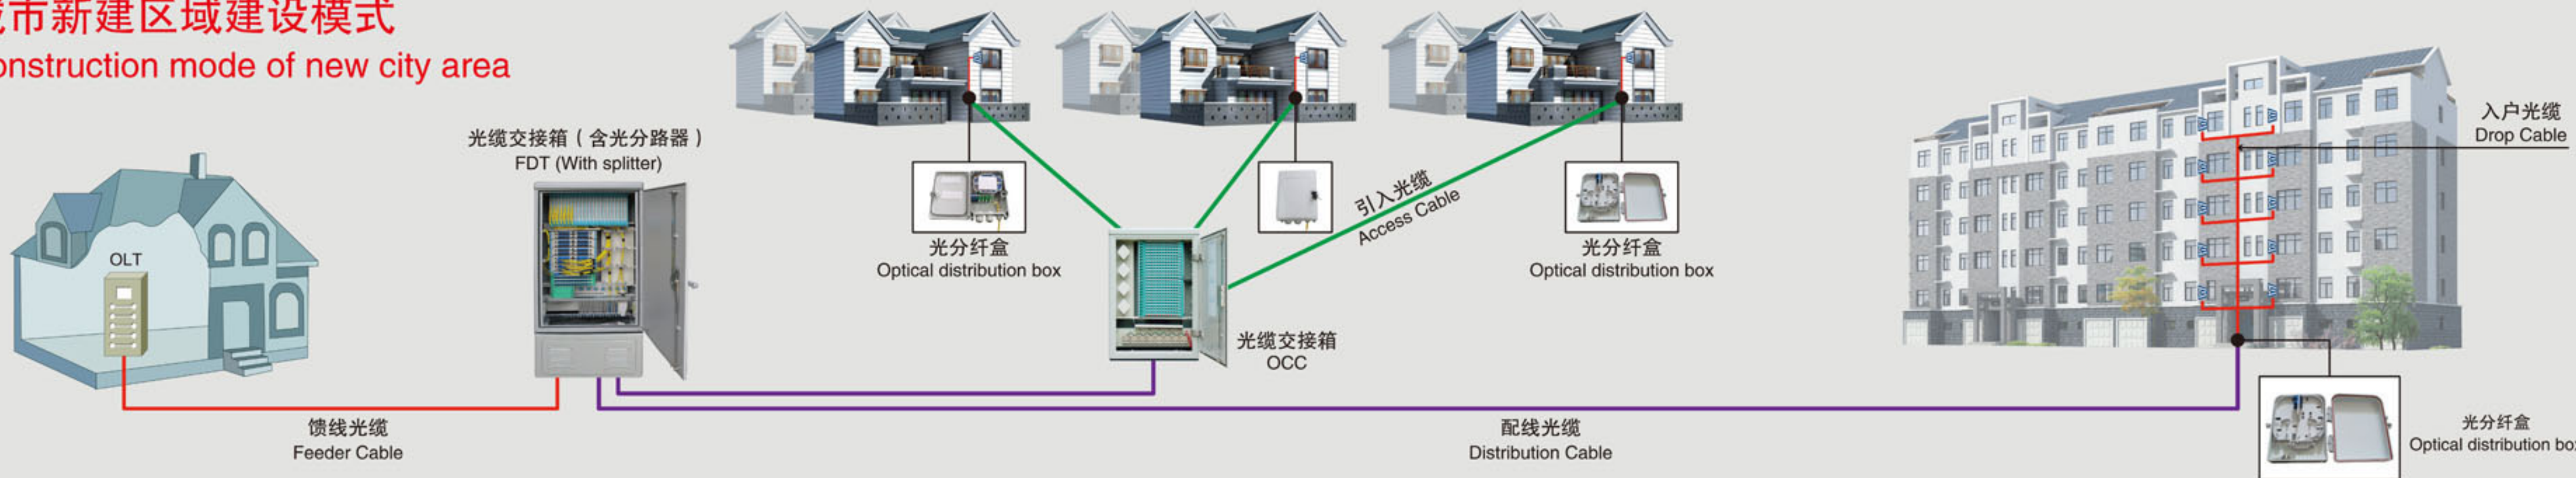 城市新建区域建设模式
onstruction mode of new city area
OLT
馈线光缆
Feeder Cable
光缆交接箱（含光分路器）
FDT (With splitter)
光分纤盒
Optical distribution box
引入光缆
Access Cable
光分纤盒
Optical distribution box
光缆交接箱
OCC
配线光缆
Distribution Cable
入户光缆
Drop Cable
光分纤盒
Optical distribution box